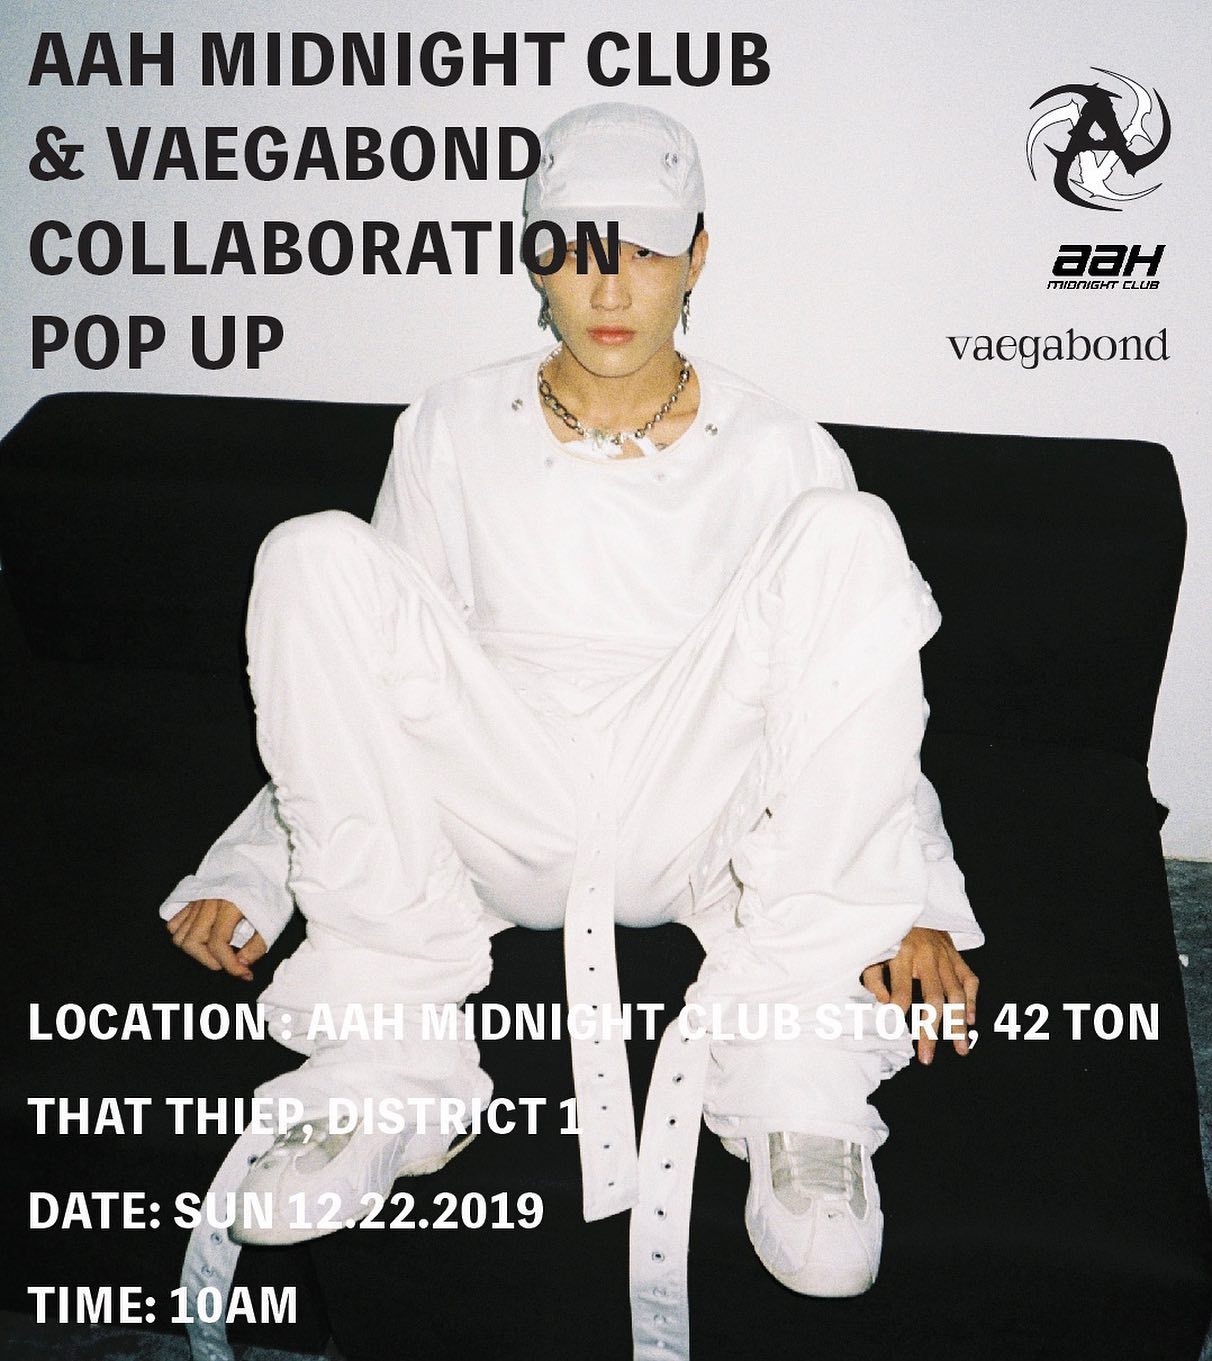 AAH MIDNIGHT CLUB
& VAEGABOND
COLLABORATION
POP UP
A
aaH
MIDNIGHT CLUB
vaegabond
LOCATION : AAH MIDNIGHT CLUB STORE, 42 TON
THAT THIEP, DISTRICT 1
DATE: SUN 12.22.2019
TIME: 10AM